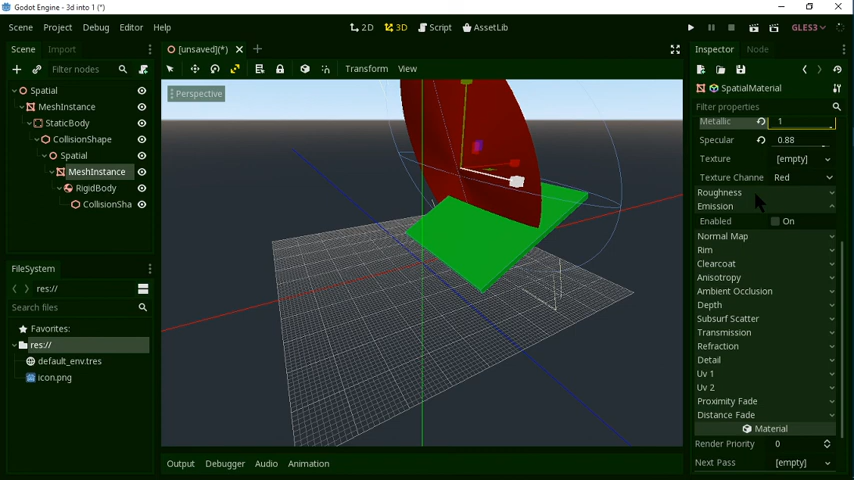 Godot Engine - 3d into 1 (*)
Scene Project Debug Editor Help 2D 3D Script AssetLib GLES3
Scene Import [unsaved](*) Inspector Node
Filter nodes Transform View
Spatial Perspective SpatialMaterial
MeshInstance Filter properties
StaticBody Metallic 1
CollisionShape Specular 0.88
Spatial Texture [empty]
MeshInstance Texture Channe Red
RigidBody Roughness
CollisionSha Emission
Enabled On
Normal Map
Rim
Clearcoat
Anisotropy
Ambient Occlusion
Depth
Subsurf Scatter
Transmission
Refraction
Detail
Uv 1
Uv 2
Proximity Fade
Distance Fade
Material
Render Priority 0
Next Pass [empty]
FileSystem
res://
Search files
Favorites:
res://
default_env.tres
icon.png
Output Debugger Audio Animation